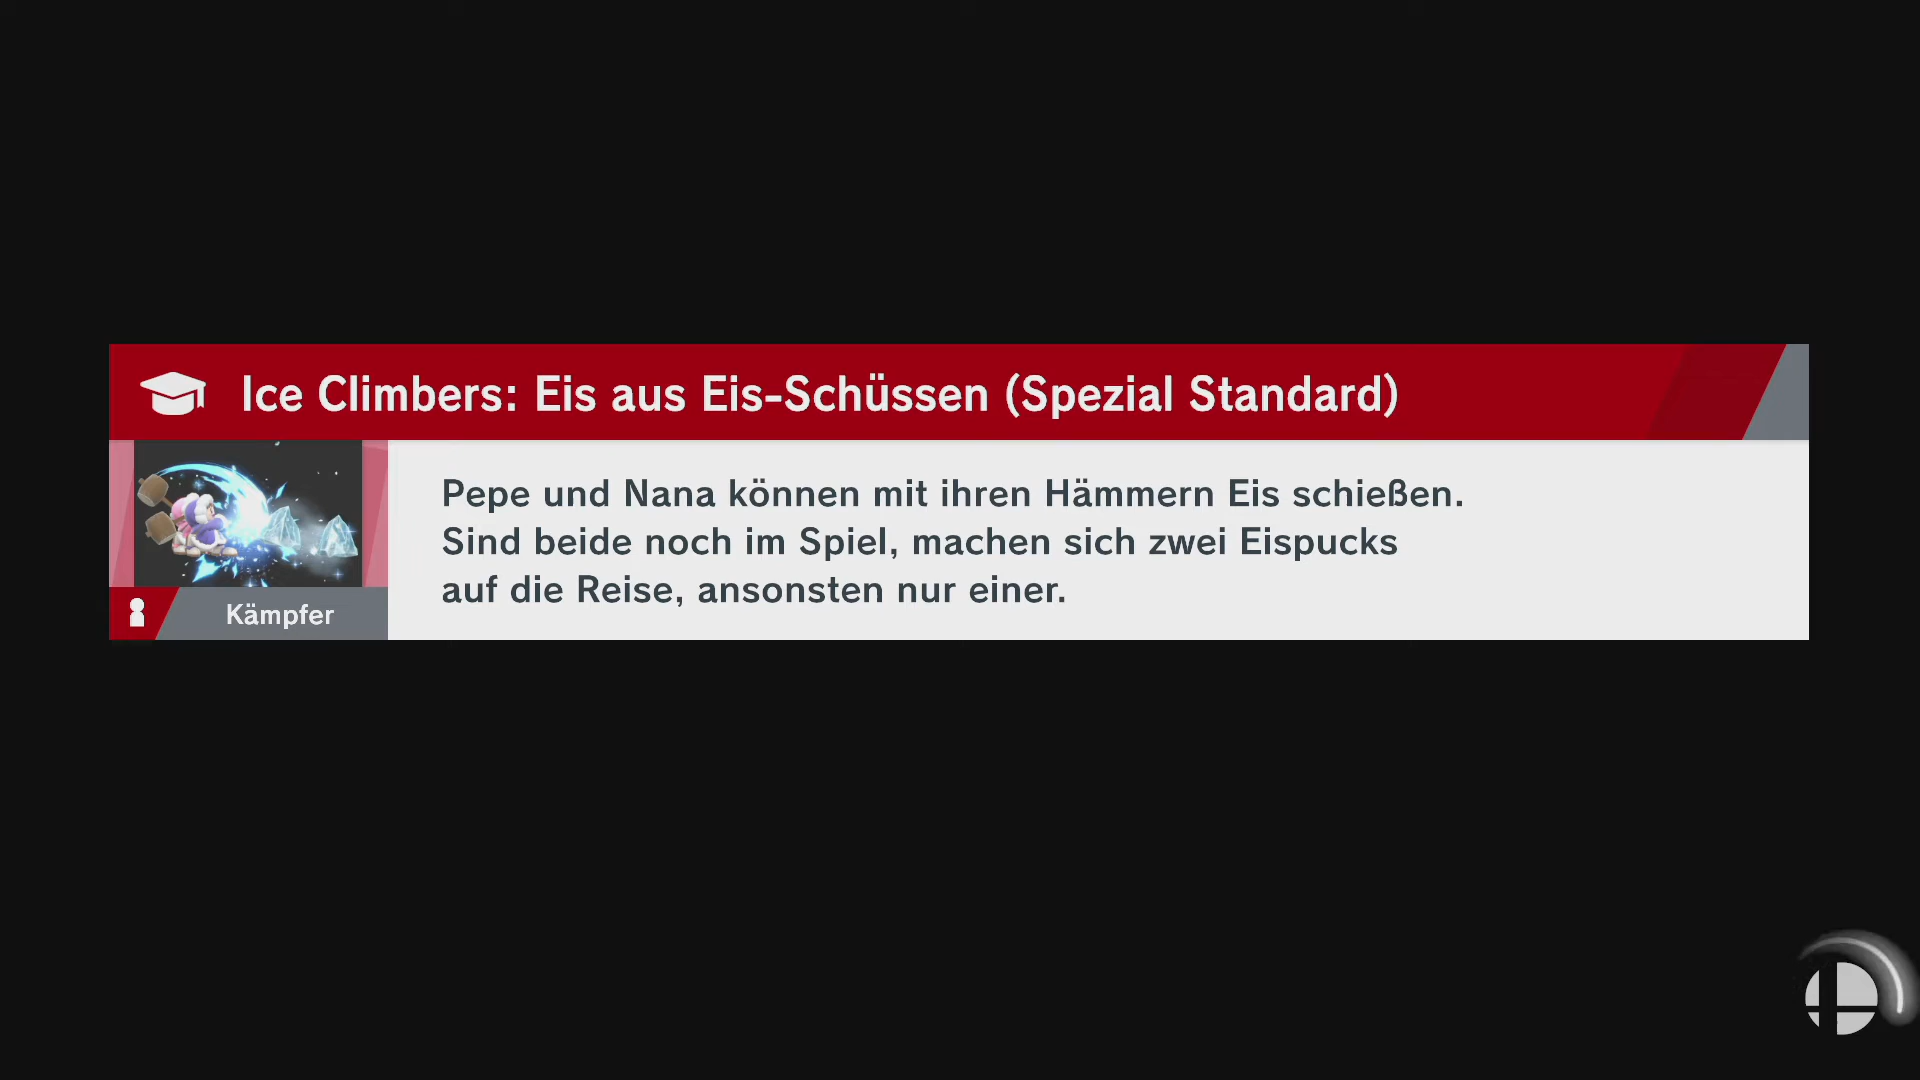 Ice Climbers: Eis aus Eis-Schüssen (Spezial Standard)
Pepe und Nana können mit ihren Hämmern Eis schießen.
Sind beide noch im Spiel, machen sich zwei Eispucks
auf die Reise, ansonsten nur einer.
Kämpfer